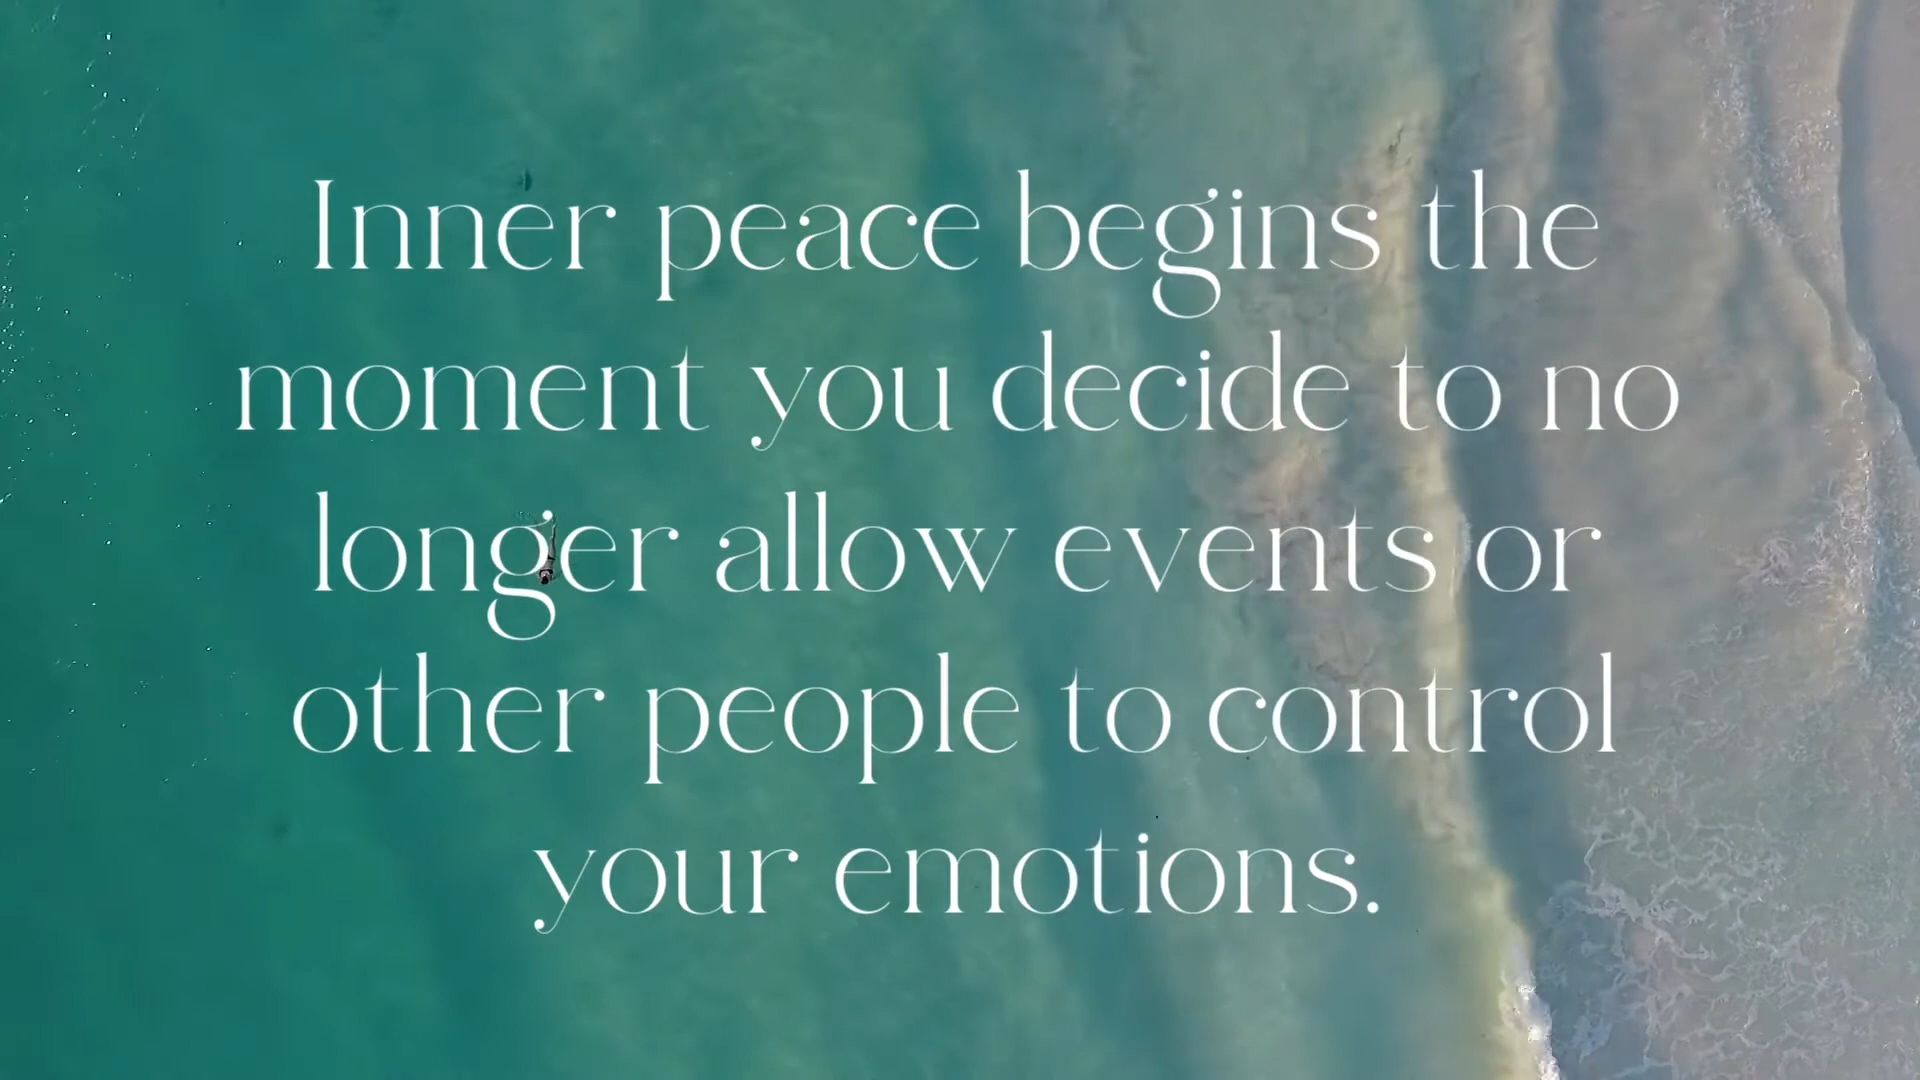 Inner peace begins the
moment you decide to no
longer allow events or
other people to control
your emotions.